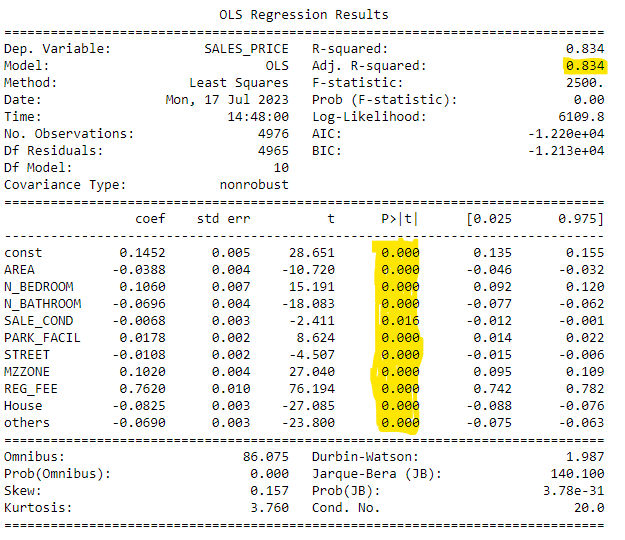 OLS Regression Results
==============================================================================
Dep. Variable: SALES_PRICE R-squared: 0.834
Model: OLS Adj. R-squared: 0.834
Method: Least Squares F-statistic: 2500.
Date: Mon, 17 Jul 2023 Prob (F-statistic): 0.00
Time: 14:48:00 Log-Likelihood: 6109.8
No. Observations: 4976 AIC: -1.220e+04
Df Residuals: 4965 BIC: -1.213e+04
Df Model: 10
Covariance Type: nonrobust
==============================================================================
coef std err t P>|t| [0.025 0.975]
------------------------------------------------------------------------------
const 0.1452 0.005 28.651 0.000 0.135 0.155
AREA -0.0388 0.004 -10.720 0.000 -0.046 -0.032
N_BEDROOM 0.1060 0.007 15.191 0.000 0.092 0.120
N_BATHROOM -0.0696 0.004 -18.083 0.000 -0.077 -0.062
SALE_COND -0.0068 0.003 -2.411 0.016 -0.012 -0.001
PARK_FACIL 0.0178 0.002 8.624 0.000 0.014 0.022
STREET -0.0108 0.002 -4.507 0.000 -0.015 -0.006
MZZONE 0.1020 0.004 27.040 0.000 0.095 0.109
REG_FEE 0.7620 0.010 76.194 0.000 0.742 0.782
House -0.0825 0.003 -27.085 0.000 -0.088 -0.076
others -0.0690 0.003 -23.800 0.000 -0.075 -0.063
==============================================================================
Omnibus: 86.075 Durbin-Watson: 1.987
Prob(Omnibus): 0.000 Jarque-Bera (JB): 140.100
Skew: 0.157 Prob(JB): 3.78e-31
Kurtosis: 3.760 Cond. No. 20.0
==============================================================================